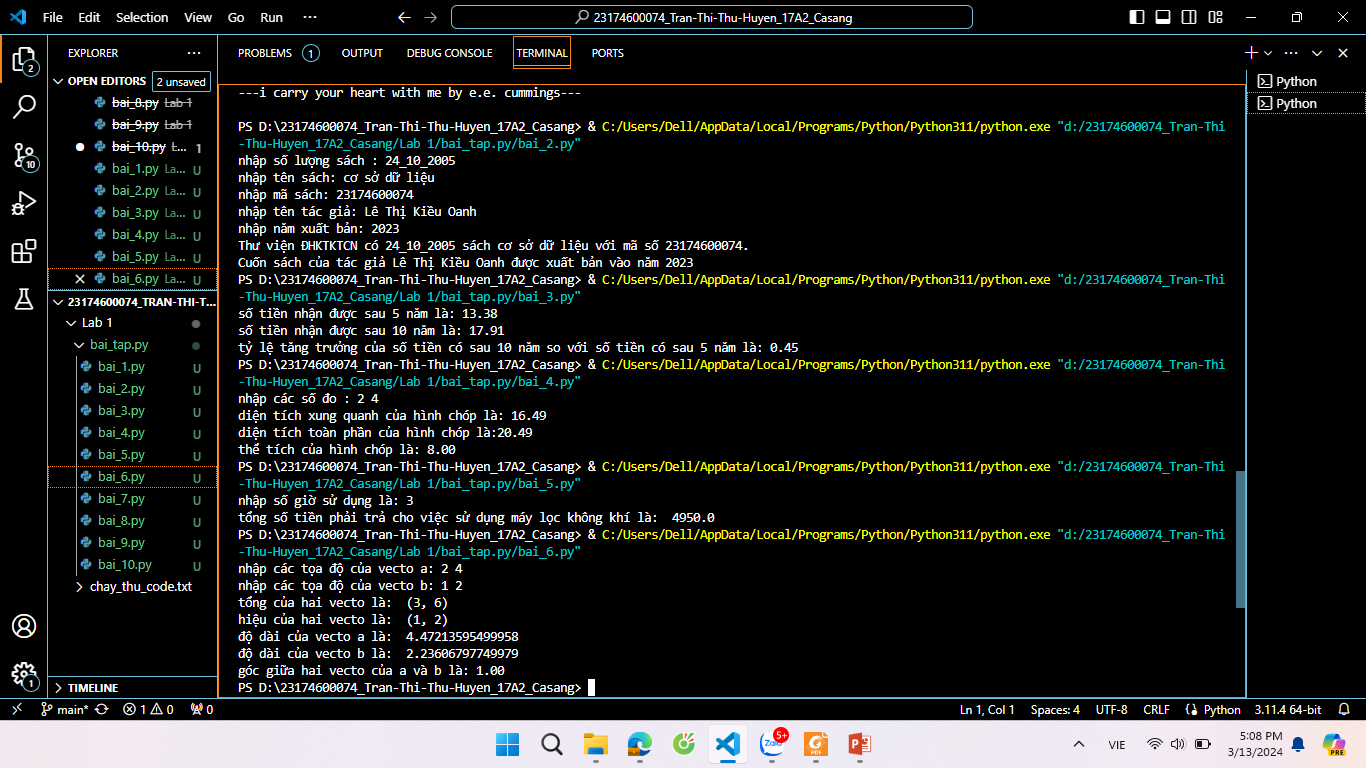 File Edit Selection View Go Run ··· 23174600074_Tran-Thi-Thu-Huyen_17A2_Casang
EXPLORER ···
OPEN EDITORS 2 unsaved
bai_8.py Lab 1
bai_9.py Lab 1
bai_10.py L... 1
bai_1.py La... U
bai_2.py La... U
bai_3.py La... U
bai_4.py La... U
bai_5.py La... U
bai_6.py La... U
23174600074_TRAN-THI-T...
Lab 1
bai_tap.py
bai_1.py U
bai_2.py U
bai_3.py U
bai_4.py U
bai_5.py U
bai_6.py U
bai_7.py U
bai_8.py U
bai_9.py U
bai_10.py U
chay_thu_code.txt
TIMELINE
2
10
1
PROBLEMS 1 OUTPUT DEBUG CONSOLE TERMINAL PORTS
---i carry your heart with me by e.e. cummings---
PS D:\23174600074_Tran-Thi-Thu-Huyen_17A2_Casang> & C:/Users/Dell/AppData/Local/Programs/Python/Python311/python.exe "d:/23174600074_Tran-Thi
-Thu-Huyen_17A2_Casang/Lab 1/bai_tap.py/bai_2.py"
nhập số lượng sách : 24_10_2005
nhập tên sách: cơ sở dữ liệu
nhập mã sách: 23174600074
nhập tên tác giả: Lê Thị Kiều Oanh
nhập năm xuất bản: 2023
Thư viện ĐHKTKTCN có 24_10_2005 sách cơ sở dữ liệu với mã số 23174600074.
Cuốn sách của tác giả Lê Thị Kiều Oanh được xuất bản vào năm 2023
PS D:\23174600074_Tran-Thi-Thu-Huyen_17A2_Casang> & C:/Users/Dell/AppData/Local/Programs/Python/Python311/python.exe "d:/23174600074_Tran-Thi
-Thu-Huyen_17A2_Casang/Lab 1/bai_tap.py/bai_3.py"
số tiền nhận được sau 5 năm là: 13.38
số tiền nhận được sau 10 năm là: 17.91
tỷ lệ tăng trưởng của số tiền có sau 10 năm so với số tiền có sau 5 năm là: 0.45
PS D:\23174600074_Tran-Thi-Thu-Huyen_17A2_Casang> & C:/Users/Dell/AppData/Local/Programs/Python/Python311/python.exe "d:/23174600074_Tran-Thi
-Thu-Huyen_17A2_Casang/Lab 1/bai_tap.py/bai_4.py"
nhập các số đo : 2 4
diện tích xung quanh của hình chóp là: 16.49
diện tích toàn phần của hình chóp là:20.49
thể tích của hình chóp là: 8.00
PS D:\23174600074_Tran-Thi-Thu-Huyen_17A2_Casang> & C:/Users/Dell/AppData/Local/Programs/Python/Python311/python.exe "d:/23174600074_Tran-Thi
-Thu-Huyen_17A2_Casang/Lab 1/bai_tap.py/bai_5.py"
nhập số giờ sử dụng là: 3
tổng số tiền phải trả cho việc sử dụng máy lọc không khí là:  4950.0
PS D:\23174600074_Tran-Thi-Thu-Huyen_17A2_Casang> & C:/Users/Dell/AppData/Local/Programs/Python/Python311/python.exe "d:/23174600074_Tran-Thi
-Thu-Huyen_17A2_Casang/Lab 1/bai_tap.py/bai_6.py"
nhập các tọa độ của vecto a: 2 4
nhập các tọa độ của vecto b: 1 2
tổng của hai vecto là:  (3, 6)
hiệu của hai vecto là:  (1, 2)
độ dài của vecto a là:  4.47213595499958
độ dài của vecto b là:  2.23606797749979
góc giữa hai vecto của a và b là: 1.00
PS D:\23174600074_Tran-Thi-Thu-Huyen_17A2_Casang>
Python
Python
main* 1 0 0 Ln 1, Col 1 Spaces: 4 UTF-8 CRLF Python 3.11.4 64-bit
Zalo 5+ PDF VIE 5:08 PM
3/13/2024 PRE